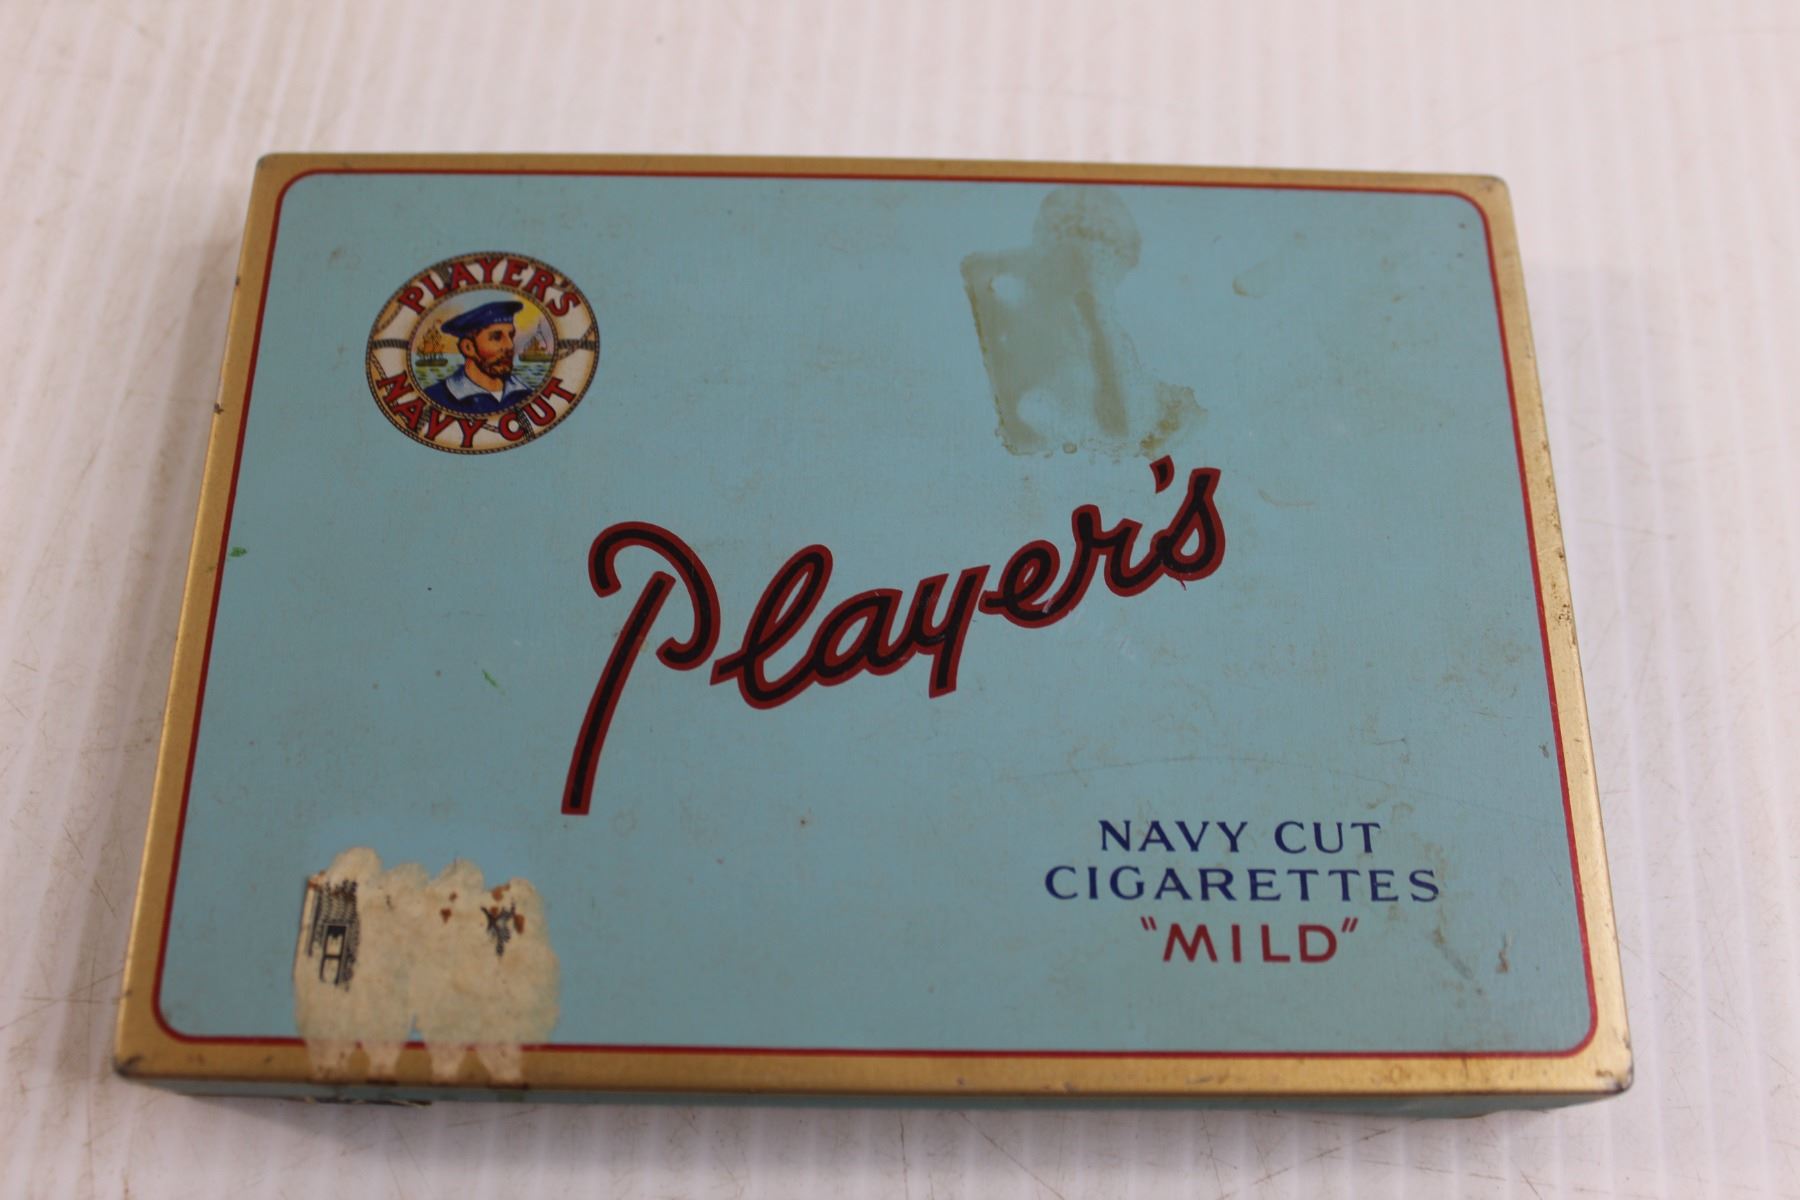 PLAYER'S
NAVY CUT
Player's
NAVY CUT
CIGARETTES
"MILD"